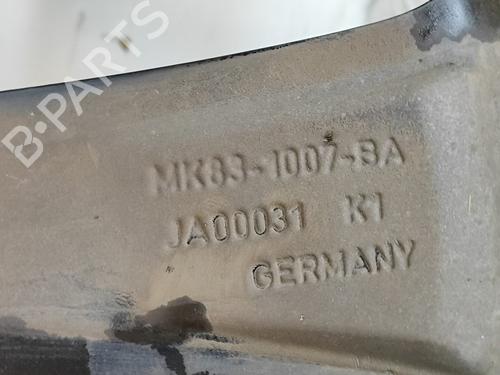 B-PARTS
MK83-1007-BA
JA00031 K1
GERMANY